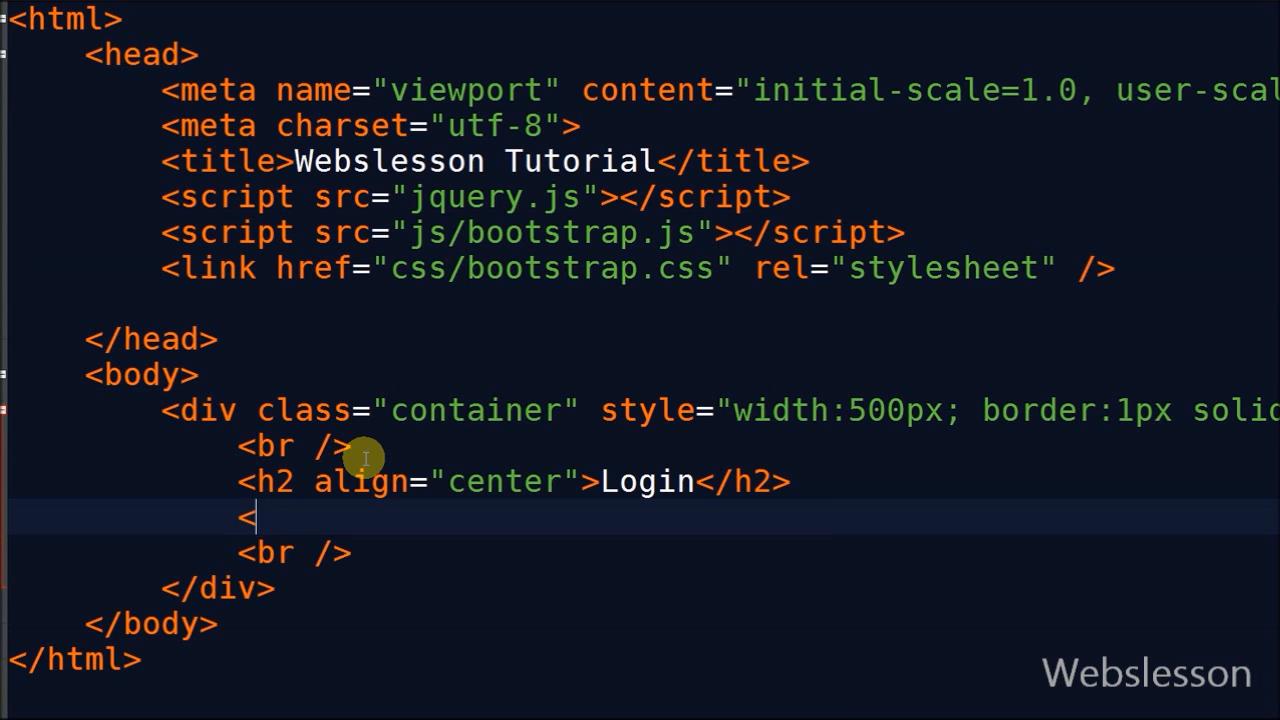 <html>
<head>
<meta name="viewport" content="initial-scale=1.0, user-scal
<meta charset="utf-8">
<title>Webslesson Tutorial</title>
<script src="jquery.js"></script>
<script src="js/bootstrap.js"></script>
<link href="css/bootstrap.css" rel="stylesheet" />
</head>
<body>
<div class="container" style="width:500px; border:1px solid
<br />
<h2 align="center">Login</h2>
<
<br />
</div>
</body>
</html>
Webslesson